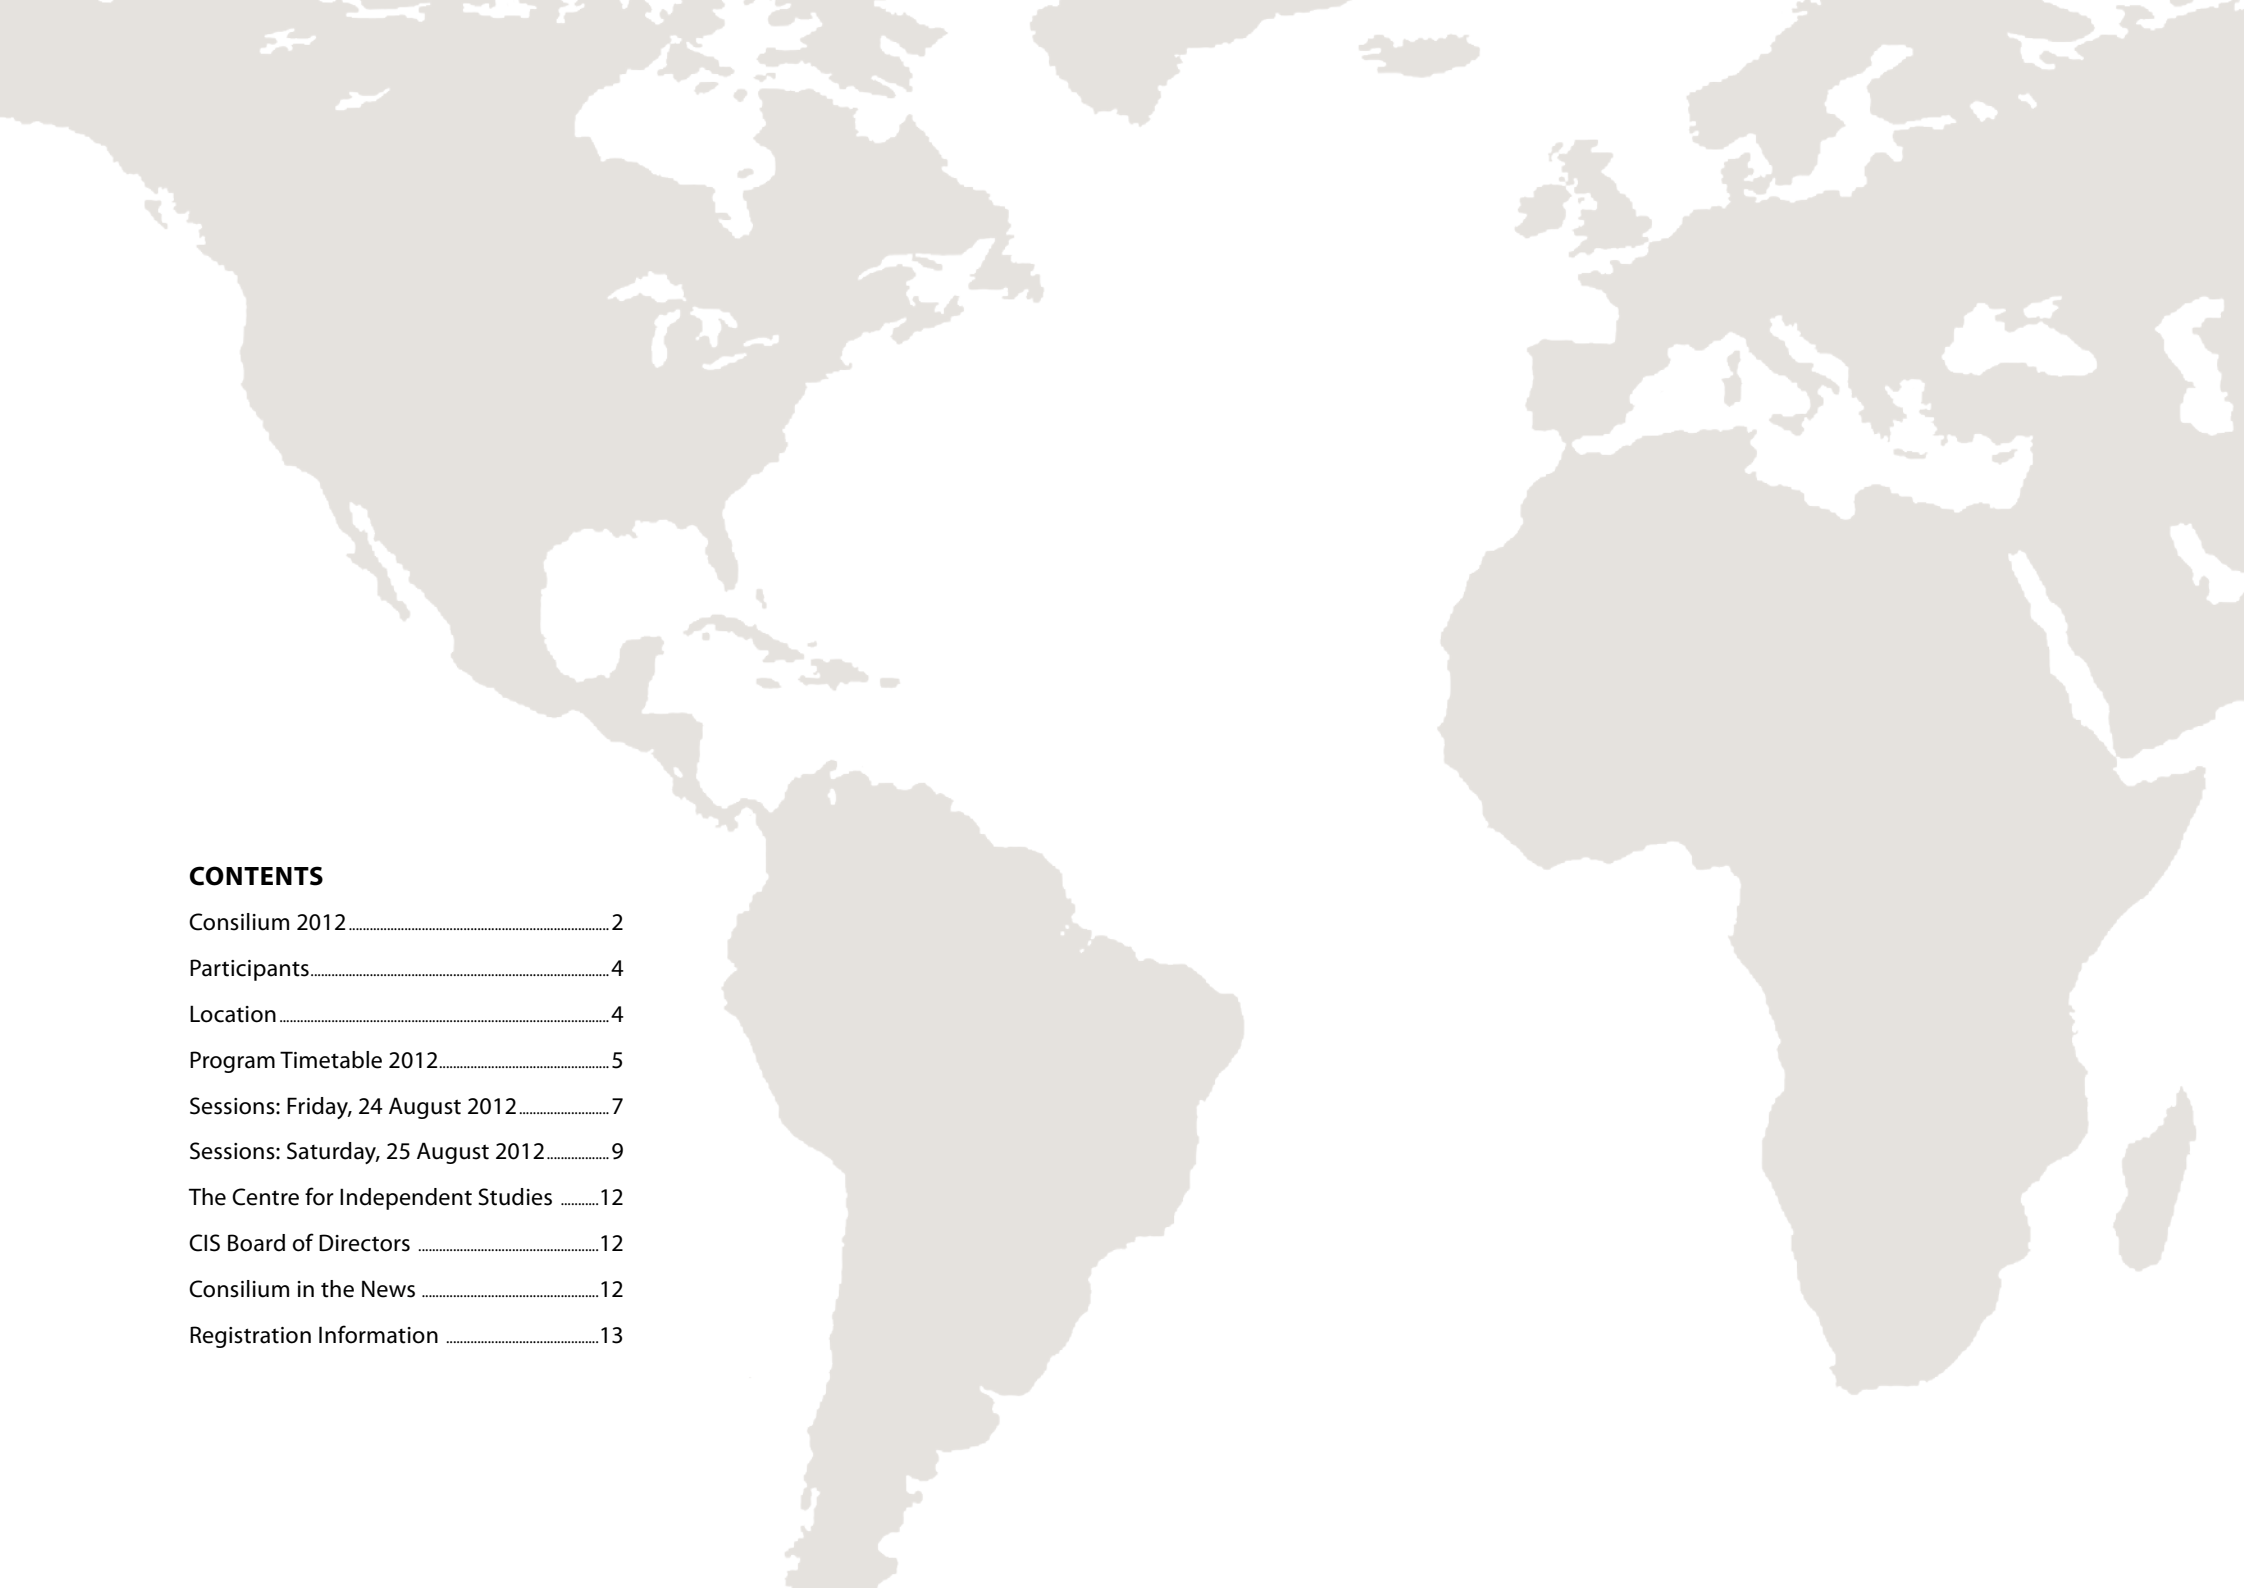 CONTENTS
Consilium 2012 ........ 2
Participants ........ 4
Location ........ 4
Program Timetable 2012 ........ 5
Sessions: Friday, 24 August 2012 ........ 7
Sessions: Saturday, 25 August 2012 ........ 9
The Centre for Independent Studies ........ 12
CIS Board of Directors ........ 12
Consilium in the News ........ 12
Registration Information ........ 13